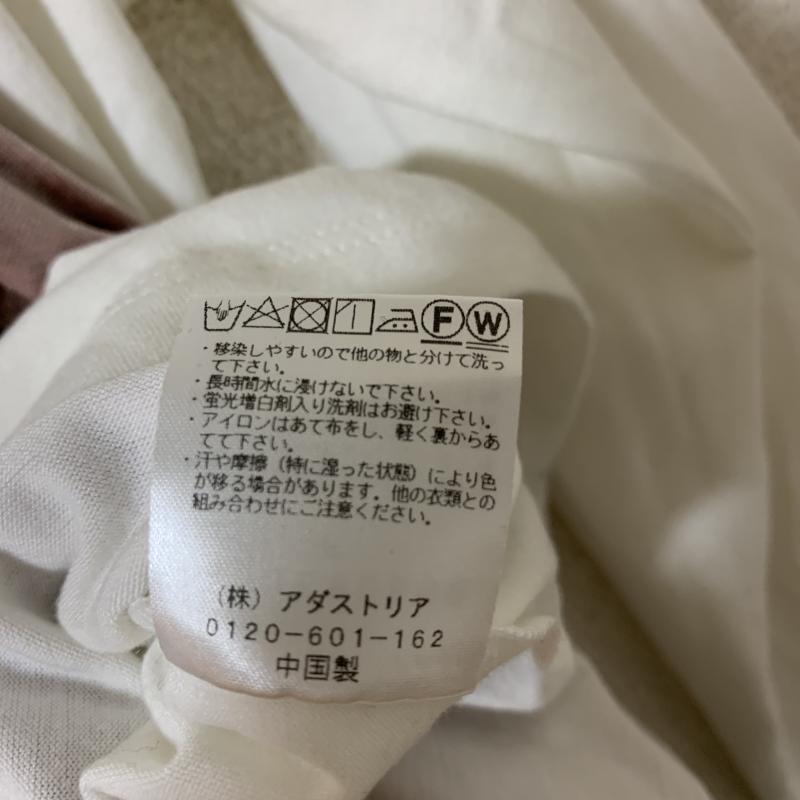 F W
・移染しやすいので他の物と分けて洗っ
て下さい。
・長時間水に浸けないで下さい。
・蛍光増白剤入り洗剤はお避け下さい。
・アイロンはあて布をし、軽く裏からあ
てて下さい。
・汗や摩擦（特に湿った状態）により色
が移る場合があります。他の衣類との
組み合わせにご注意ください。
（株）アダストリア
0120-601-162
中国製